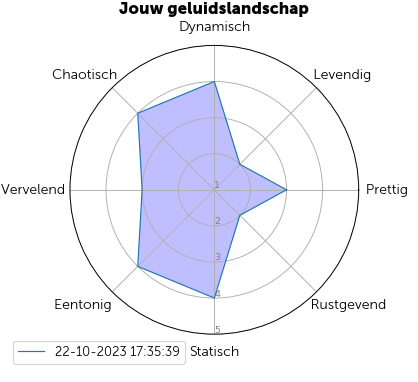 Jouw geluidslandschap
Dynamisch
Chaotisch
Levendig
Vervelend
Prettig
1
2
3
4
5
Eentonig
Rustgevend
Statisch
22-10-2023 17:35:39